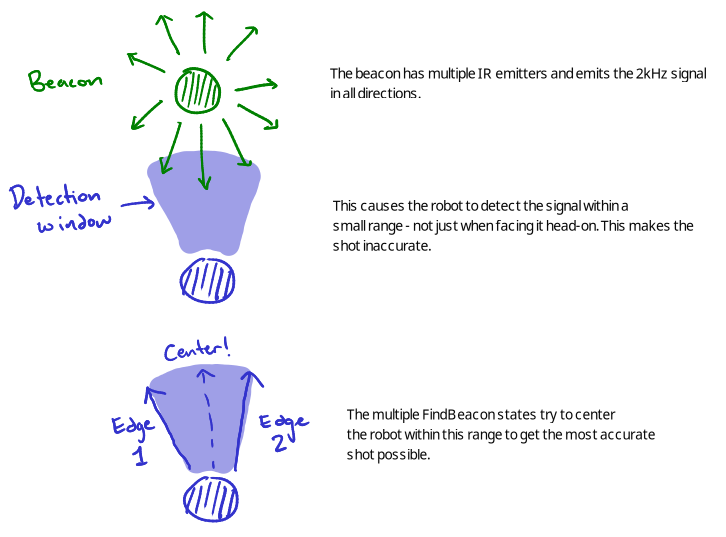 Beacon
The beacon has multiple IR emitters and emits the 2kHz signal
in all directions.
Detection
window
This causes the robot to detect the signal within a
small range - not just when facing it head-on. This makes the
shot inaccurate.
Center!
Edge
1
Edge
2
The multiple FindBeacon states try to center
the robot within this range to get the most accurate
shot possible.